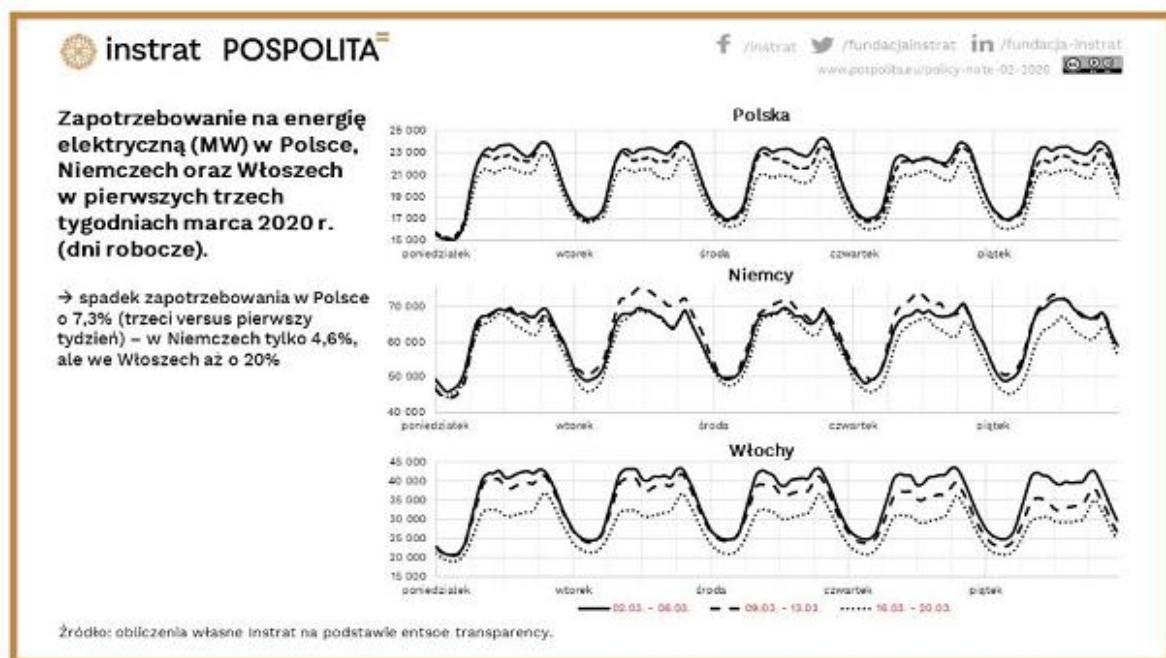 instrat POSPOLITA
/instrat /fundacjainstrat /fundacja-instrat
www.pospolita.eu/policy-note-02-2020
Zapotrzebowanie na energię
elektryczną (MW) w Polsce,
Niemczech oraz Włoszech
w pierwszych trzech
tygodniach marca 2020 r.
(dni robocze).
→ spadek zapotrzebowania w Polsce
o 7,3% (trzeci versus pierwszy
tydzień) – w Niemczech tylko 4,6%,
ale we Włoszech aż o 20%
Polska
25 000
23 000
21 000
19 000
17 000
15 000
poniedziałek wtorek środa czwartek piątek
Niemcy
70 000
60 000
50 000
40 000
poniedziałek wtorek środa czwartek piątek
Włochy
45 000
40 000
35 000
30 000
25 000
20 000
15 000
poniedziałek wtorek środa czwartek piątek
02.03. - 06.03. 09.03. - 13.03. 16.03. - 20.03.
Źródło: obliczenia własne Instrat na podstawie entsoe transparency.